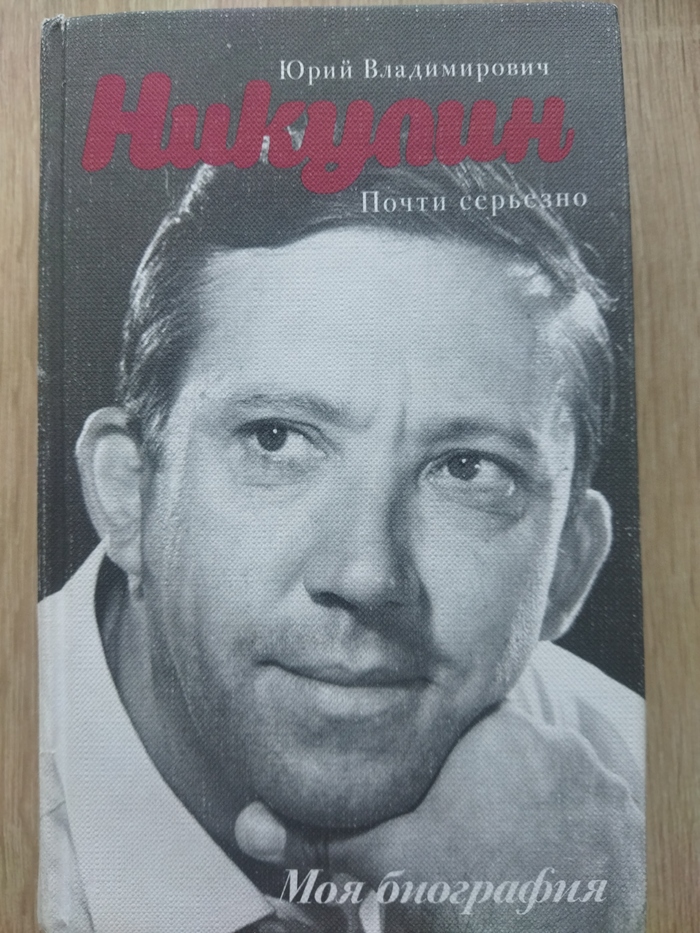 Юрий Владимирович
Никулин
Почти серьезно
Моя биография